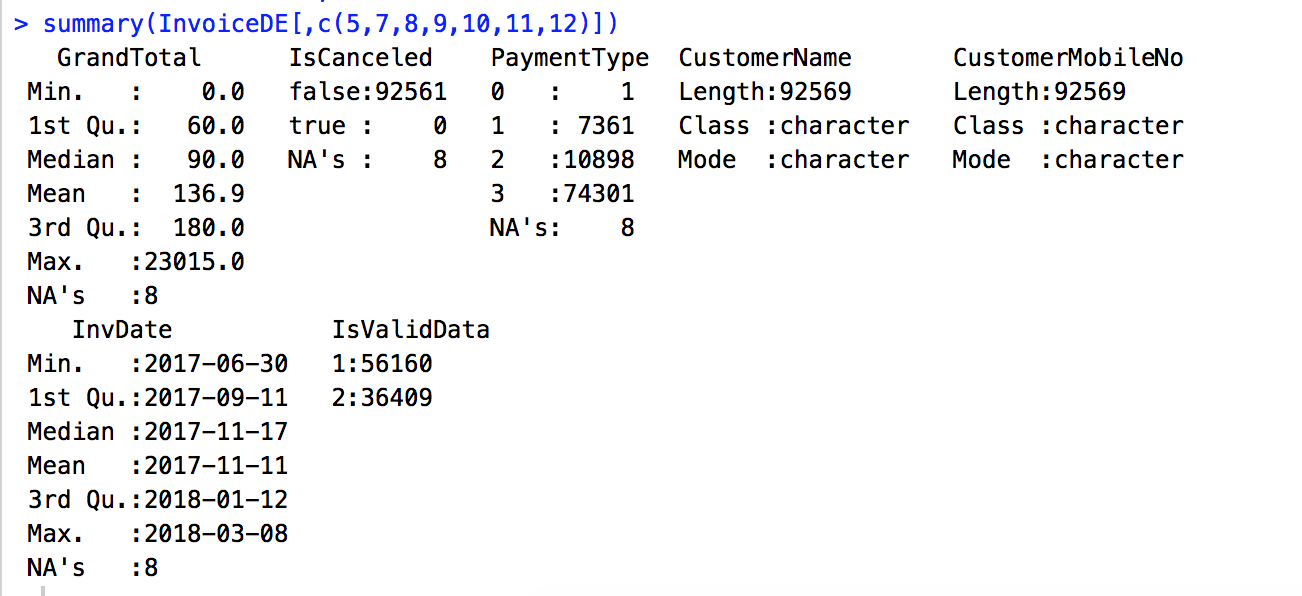 > summary(InvoiceDE[,c(5,7,8,9,10,11,12)])
GrandTotal IsCanceled PaymentType CustomerName CustomerMobileNo
Min. : 0.0 false:92561 0 : 1 Length:92569 Length:92569
1st Qu.: 60.0 true : 0 1 : 7361 Class :character Class :character
Median : 90.0 NA's : 8 2 :10898 Mode :character Mode :character
Mean : 136.9 3 :74301
3rd Qu.: 180.0 NA's: 8
Max. :23015.0
NA's :8
InvDate IsValidData
Min. :2017-06-30 1:56160
1st Qu.:2017-09-11 2:36409
Median :2017-11-17
Mean :2017-11-11
3rd Qu.:2018-01-12
Max. :2018-03-08
NA's :8